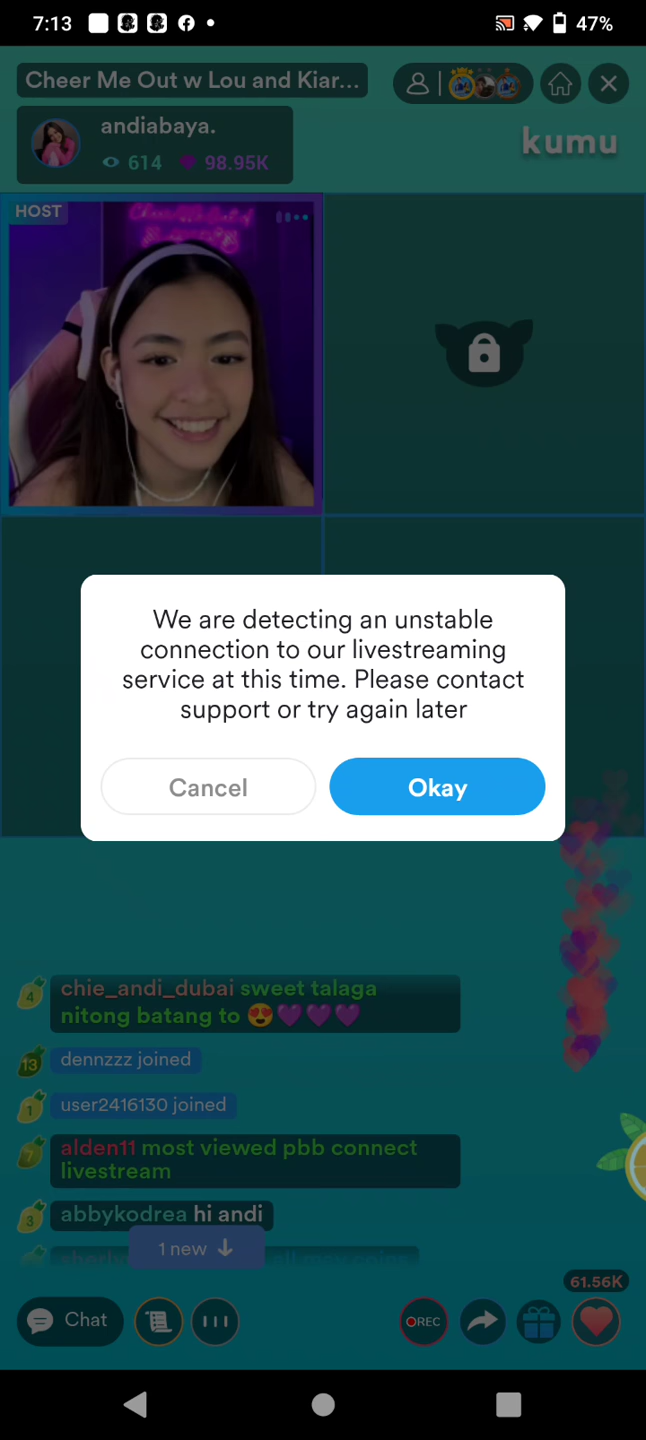 7:13
47%
Cheer Me Out w Lou and Kiar...
andiabaya.
614 98.95K
kumu
HOST
We are detecting an unstable
connection to our livestreaming
service at this time. Please contact
support or try again later
Cancel
Okay
4
chie_andi_dubai sweet talaga
nitong batang to 😍💜💜💜
13
dennzzz joined
1
user2416130 joined
7
alden11 most viewed pbb connect
livestream
3
abbykodrea hi andi
1 new
61.56K
Chat
REC